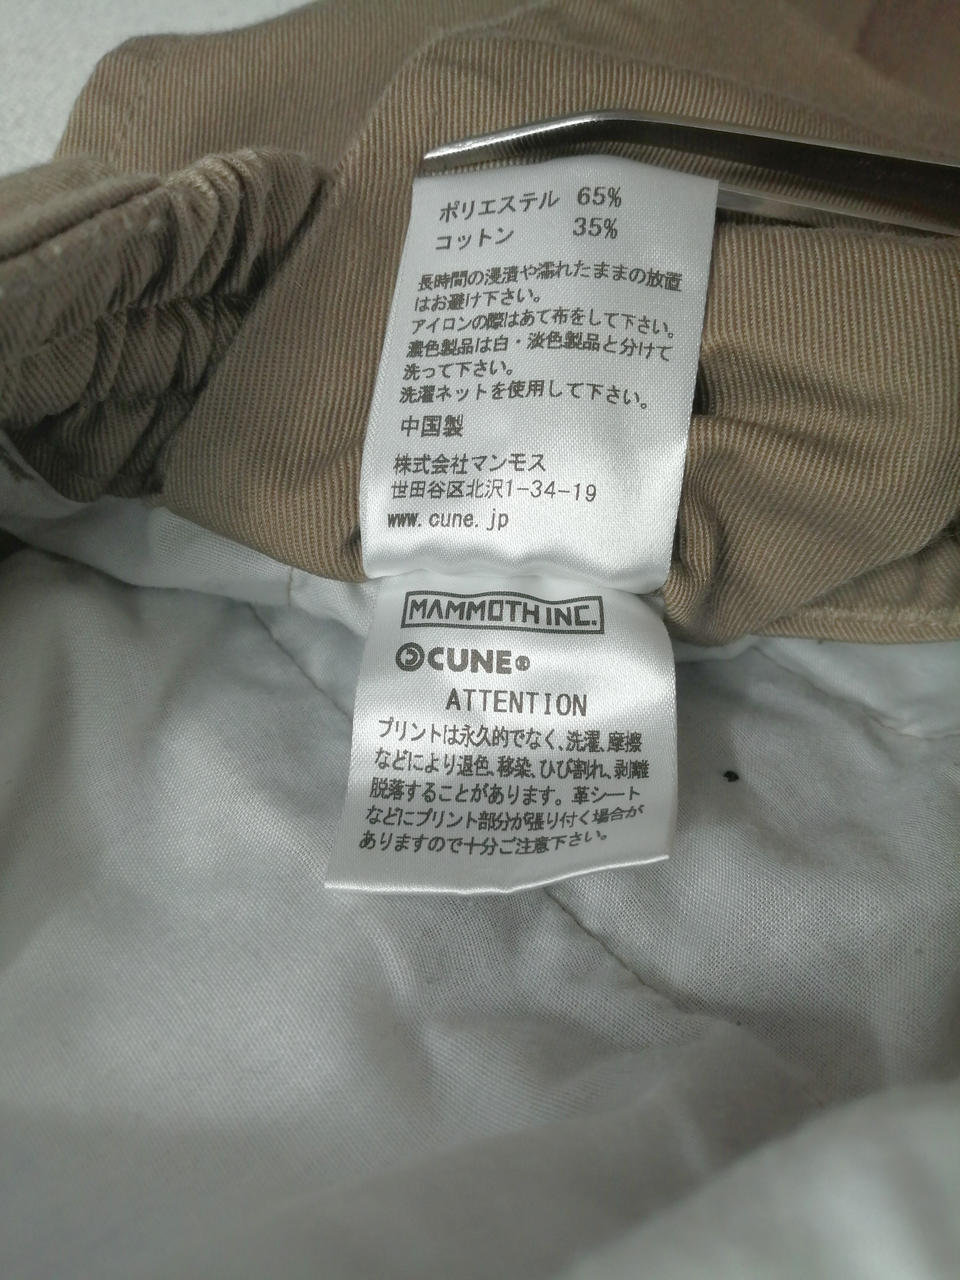 ポリエステル 65%
コットン 35%
長時間の浸漬や濡れたままの放置
はお避け下さい。
アイロンの際はあて布をして下さい。
濃色製品は白・淡色製品と分けて
洗って下さい。
洗濯ネットを使用して下さい。
中国製
株式会社マンモス
世田谷区北沢1-34-19
www.cune.jp
MAMMOTH INC.
CUNE®
ATTENTION
プリントは永久的でなく、洗濯、摩擦
などにより退色、移染、ひび割れ、剥離
脱落することがあります。革シート
などにプリント部分が張り付く場合が
ありますので十分ご注意下さい。